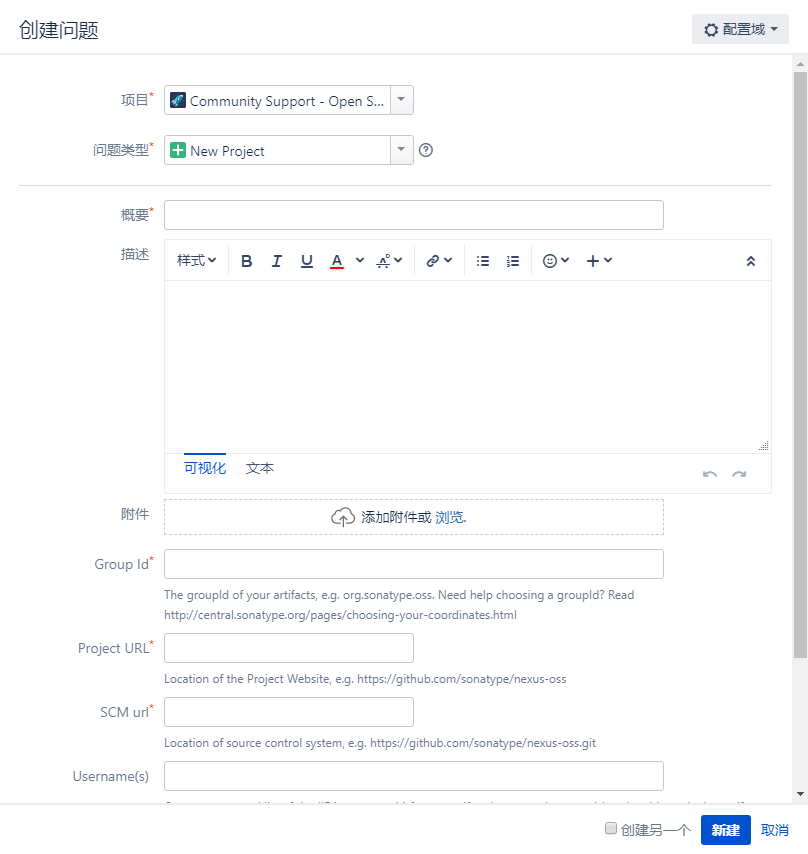 创建问题
配置域
项目*
Community Support - Open S...
问题类型*
New Project
概要*
描述
样式
B I U A
可视化
文本
附件
添加附件或 浏览.
Group Id*
The groupId of your artifacts, e.g. org.sonatype.oss. Need help choosing a groupId? Read
http://central.sonatype.org/pages/choosing-your-coordinates.html
Project URL*
Location of the Project Website, e.g. https://github.com/sonatype/nexus-oss
SCM url*
Location of source control system, e.g. https://github.com/sonatype/nexus-oss.git
Username(s)
创建另一个
新建
取消